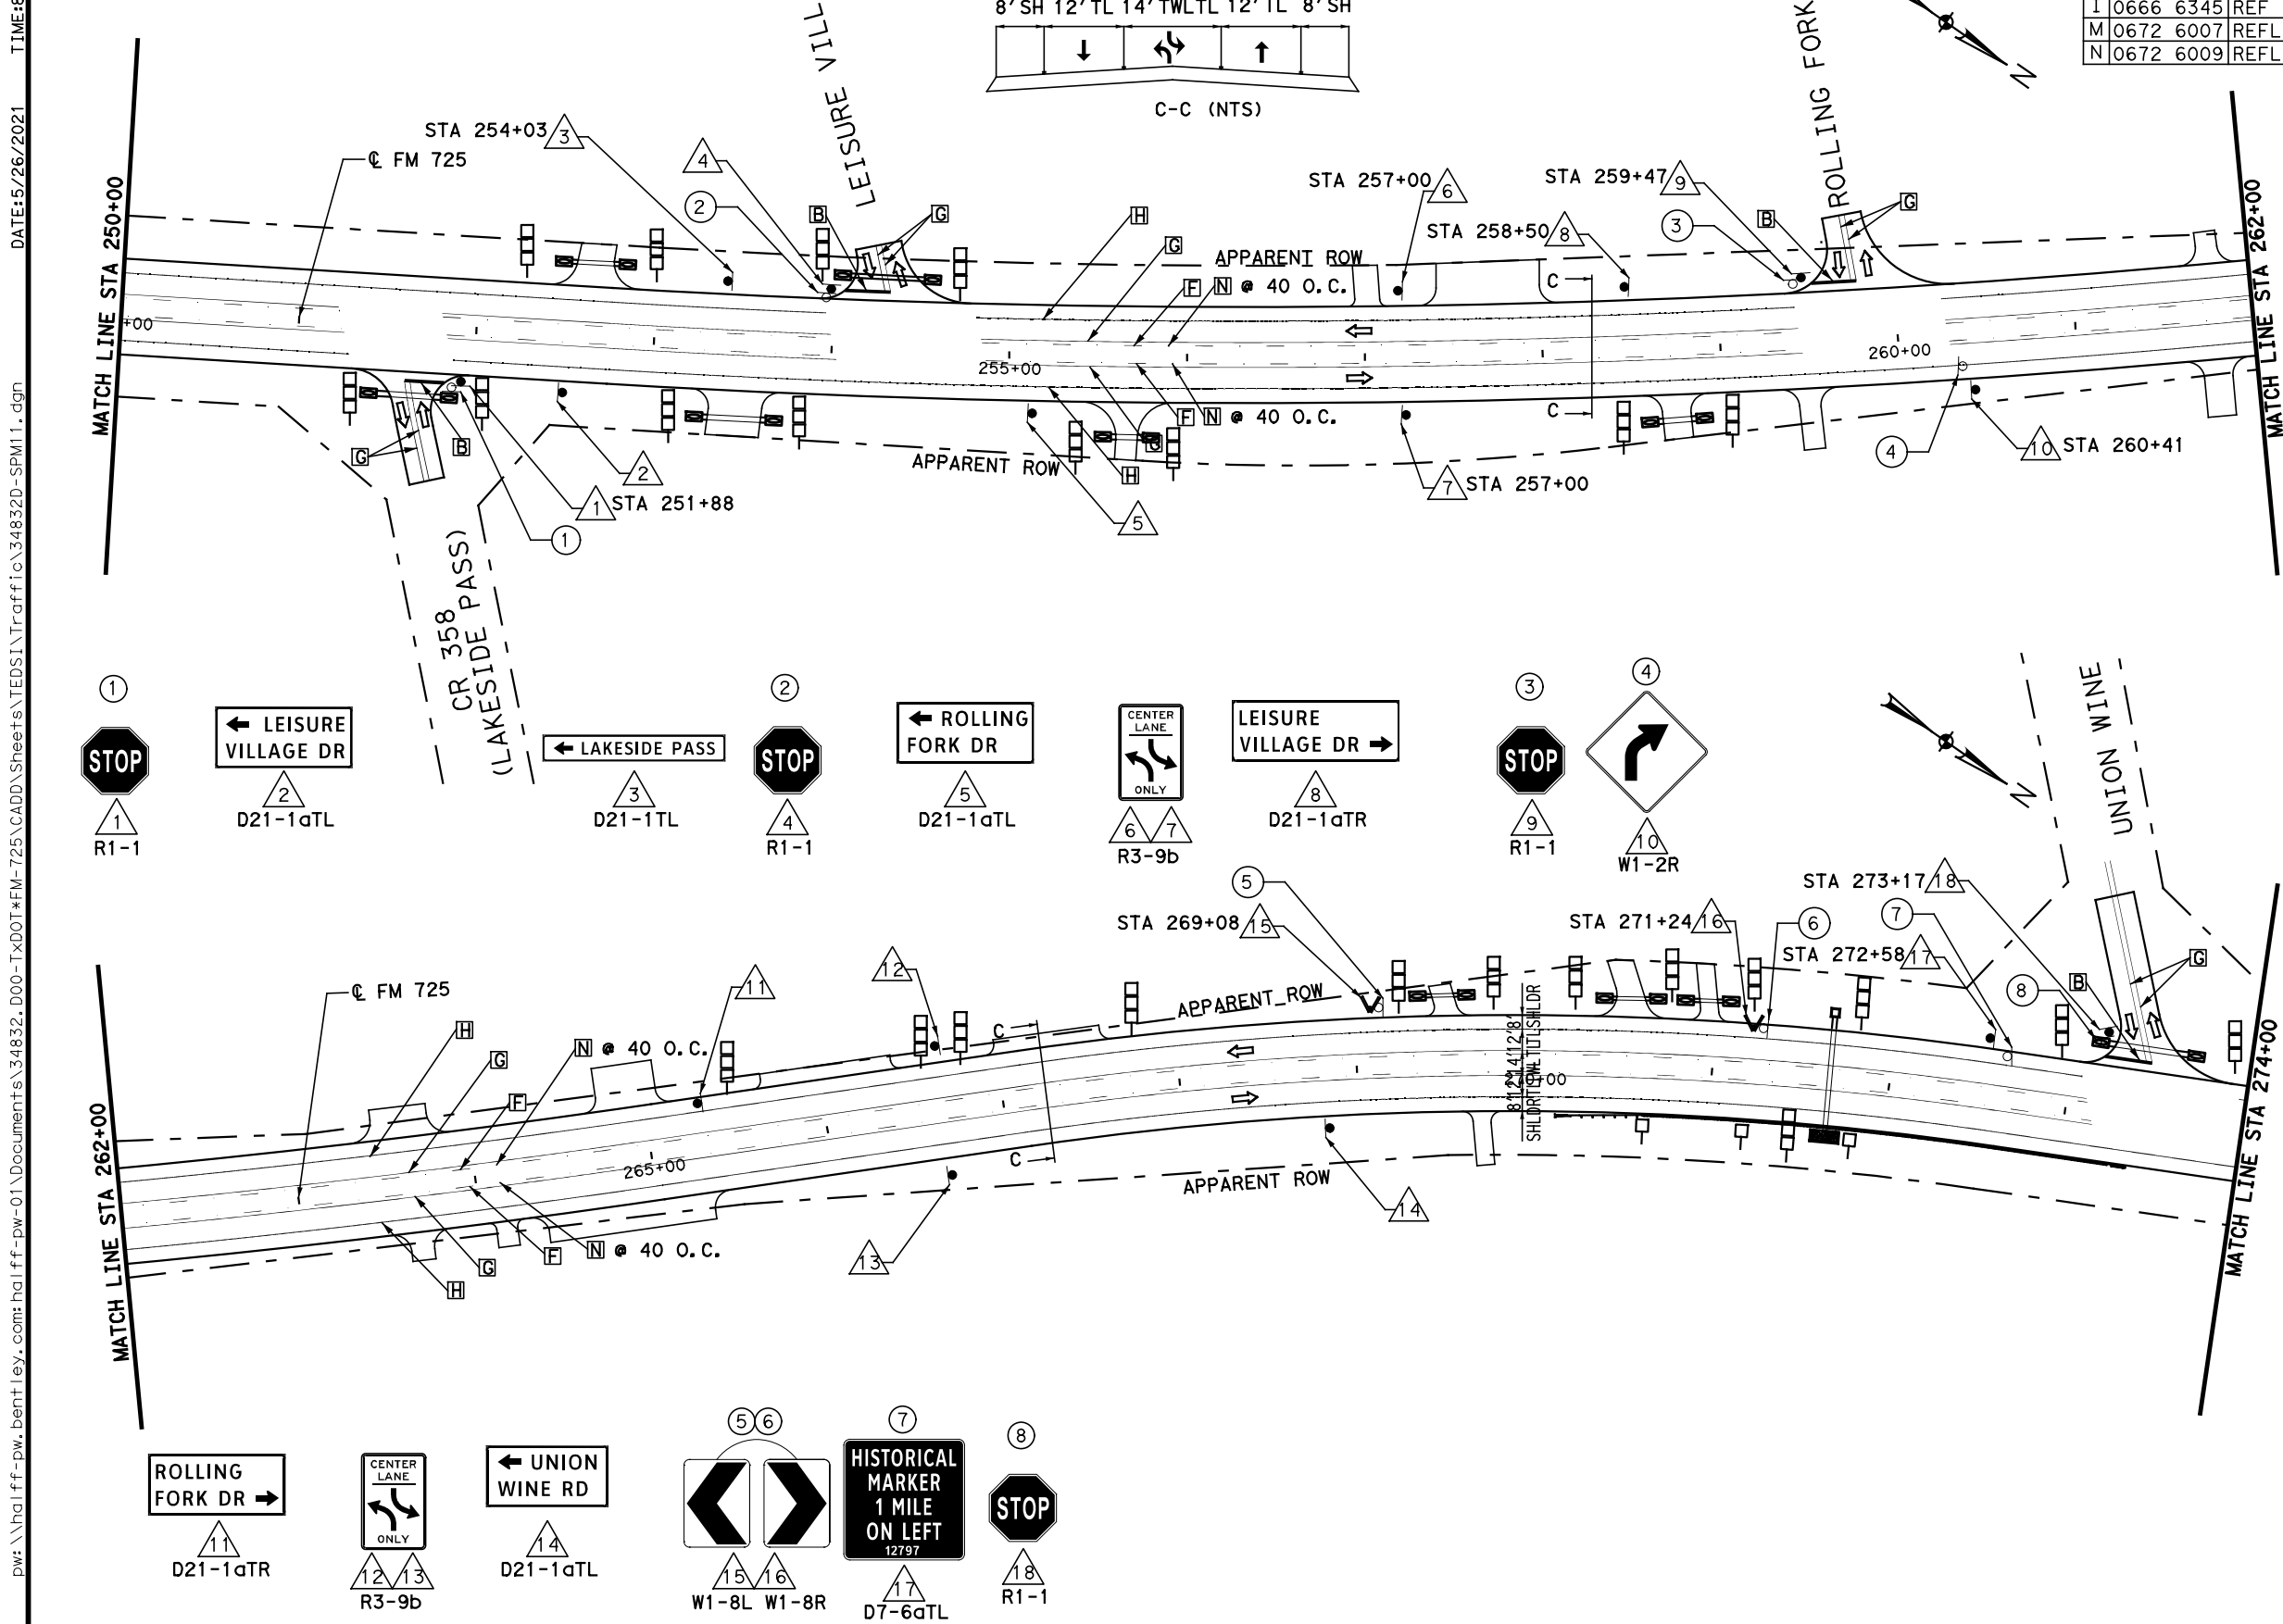 TIME:8
DATE:5/26/2021
pw:\\halff-pw.bentley.com:halff-pw-01\Documents\34832.D00-TxDOT*FM-725\CADD\Sheets\TEDSI\Traffic\34832D-SPM11.dgn
8' SH 12' TL 14' TWLTL 12' TL 8' SH
C-C (NTS)
I 0666 6345 REF
M 0672 6007 REFL
N 0672 6009 REFL
N
LEISURE VILL
ROLLING FORK
MATCH LINE STA 250+00
MATCH LINE STA 262+00
STA 254+03 3
℄ FM 725
4
2
B
G
H
G
STA 257+00 6
STA 259+47 9
STA 258+50 8
3
B
G
APPARENT ROW
F N @ 40 O.C.
C
+00
255+00
260+00
C
F N @ 40 O.C.
G
B
G
H
2
1 STA 251+88
1
APPARENT ROW
5
7 STA 257+00
4
10 STA 260+41
CR 358
(LAKESIDE PASS)
1
STOP
1
R1-1
← LEISURE
VILLAGE DR
2
D21-1aTL
← LAKESIDE PASS
3
D21-1TL
2
STOP
4
R1-1
← ROLLING
FORK DR
5
D21-1aTL
CENTER
LANE
ONLY
6 7
R3-9b
LEISURE
VILLAGE DR →
8
D21-1aTR
3
STOP
9
R1-1
4
10
W1-2R
N
UNION WINE
MATCH LINE STA 262+00
MATCH LINE STA 274+00
℄ FM 725
H
G
N @ 40 O.C.
F
11
12
C
APPARENT ROW
5
STA 269+08 15
STA 271+24 16
6
STA 272+58 17
STA 273+17 18
7
8
B
G
265+00
C
APPARENT ROW
13
14
N @ 40 O.C.
F
G
H
ROLLING
FORK DR →
11
D21-1aTR
CENTER
LANE
ONLY
12 13
R3-9b
← UNION
WINE RD
14
D21-1aTL
5 6
15 16
W1-8L W1-8R
7
HISTORICAL
MARKER
1 MILE
ON LEFT
12797
17
D7-6aTL
8
STOP
18
R1-1